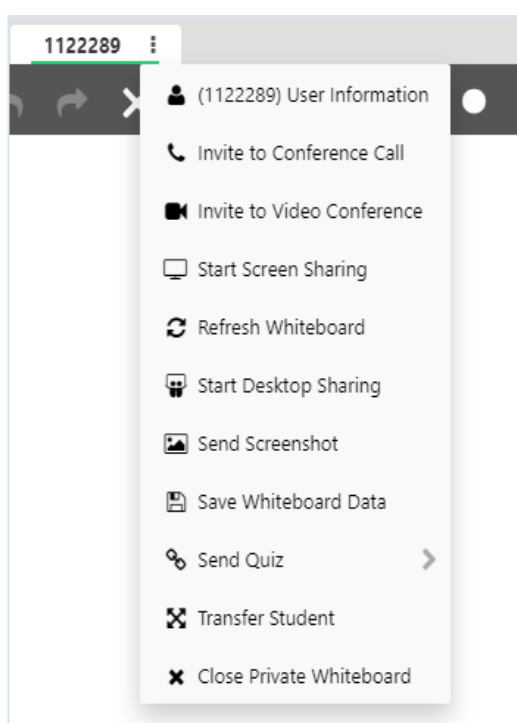 1122289
(1122289) User Information
Invite to Conference Call
Invite to Video Conference
Start Screen Sharing
Refresh Whiteboard
Start Desktop Sharing
Send Screenshot
Save Whiteboard Data
Send Quiz
Transfer Student
Close Private Whiteboard